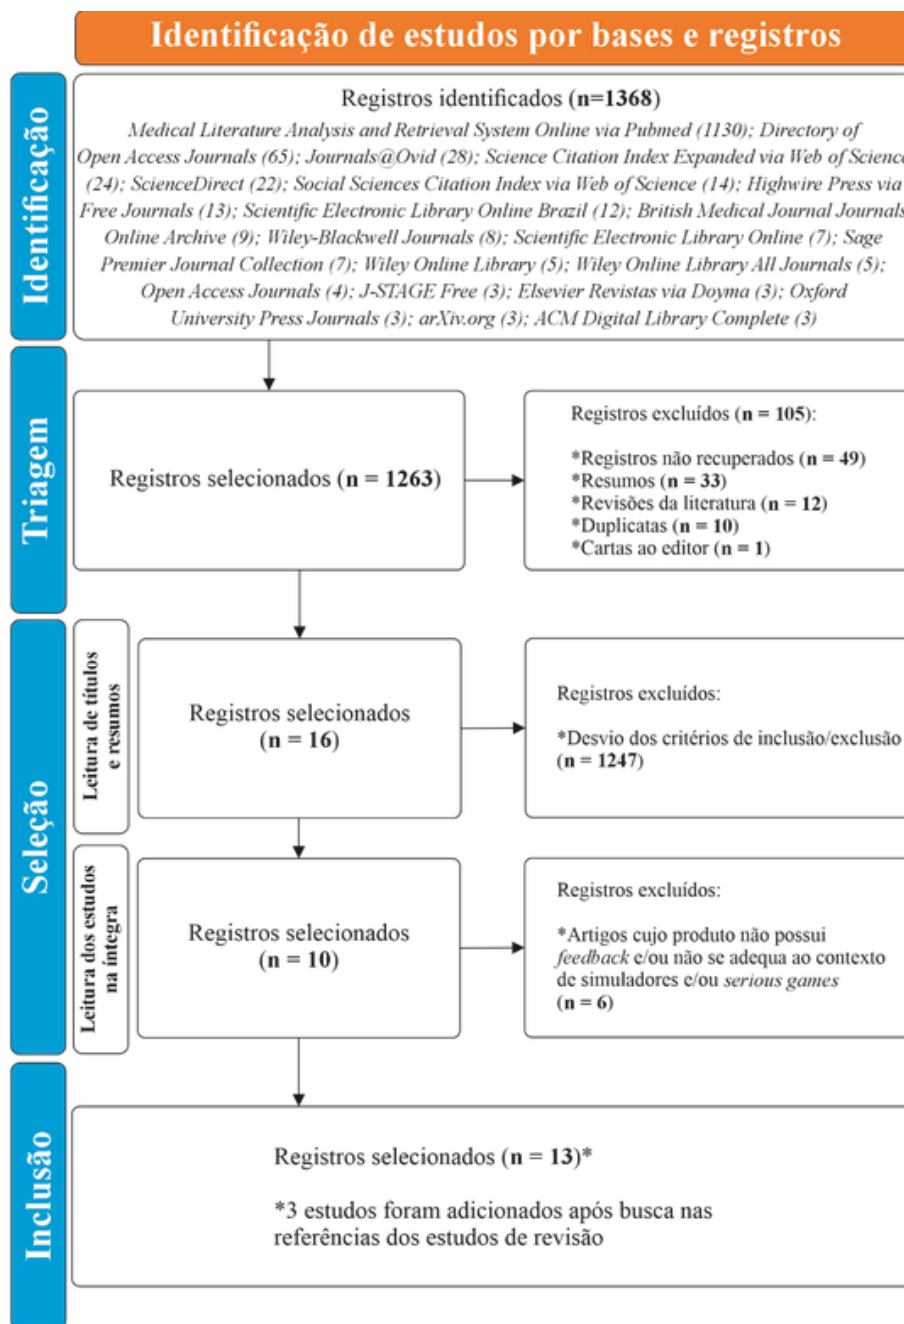 Identificação de estudos por bases e registros
Identificação
Registros identificados (n=1368)
Medical Literature Analysis and Retrieval System Online via Pubmed (1130); Directory of
Open Access Journals (65); Journals@Ovid (28); Science Citation Index Expanded via Web of Science
(24); ScienceDirect (22); Social Sciences Citation Index via Web of Science (14); Highwire Press via
Free Journals (13); Scientific Electronic Library Online Brazil (12); British Medical Journal Journals
Online Archive (9); Wiley-Blackwell Journals (8); Scientific Electronic Library Online (7); Sage
Premier Journal Collection (7); Wiley Online Library (5); Wiley Online Library All Journals (5);
Open Access Journals (4); J-STAGE Free (3); Elsevier Revistas via Doyma (3); Oxford
University Press Journals (3); arXiv.org (3); ACM Digital Library Complete (3)
Triagem
Registros selecionados (n = 1263)
Registros excluídos (n = 105):
*Registros não recuperados (n = 49)
*Resumos (n = 33)
*Revisões da literatura (n = 12)
*Duplicatas (n = 10)
*Cartas ao editor (n = 1)
Seleção
Leitura de títulos
e resumos
Registros selecionados
(n = 16)
Registros excluídos:
*Desvio dos critérios de inclusão/exclusão
(n = 1247)
Leitura dos estudos
na íntegra
Registros selecionados
(n = 10)
Registros excluídos:
*Artigos cujo produto não possui
feedback e/ou não se adequa ao contexto
de simuladores e/ou serious games
(n = 6)
Inclusão
Registros selecionados (n = 13)*
*3 estudos foram adicionados após busca nas
referências dos estudos de revisão